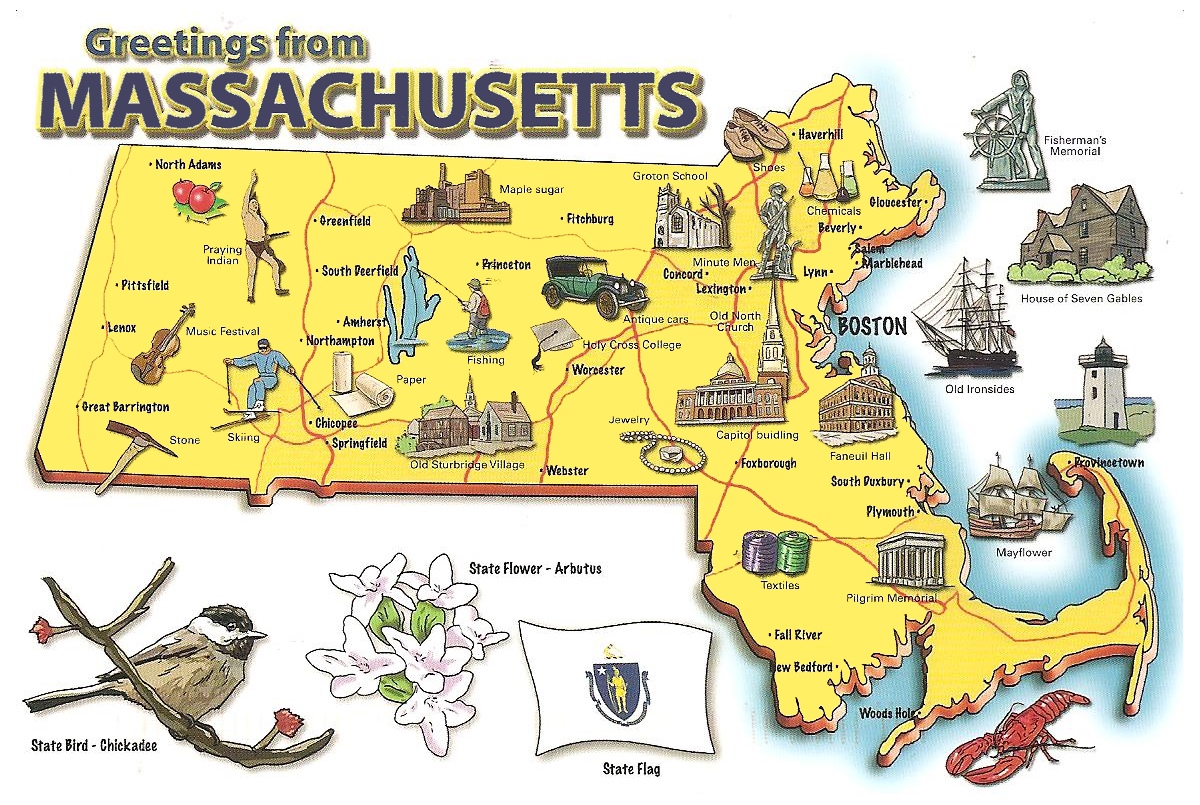 Greetings from
MASSACHUSETTS
North Adams
Greenfield
Maple sugar
Groton School
Shoes
Haverhill
Fisherman's
Memorial
Praying
Indian
Fitchburg
Chemicals
Gloucester
Beverly
Salem
Marblehead
South Deerfield
Princeton
Minute Men
Concord
Lynn
Lexington
House of Seven Gables
Pittsfield
Lenox
Music Festival
Amherst
Northampton
Fishing
Antique cars
Old North
Church
BOSTON
Holy Cross College
Worcester
Old Ironsides
Paper
Great Barrington
Stone
Skiing
Chicopee
Springfield
Old Sturbridge Village
Jewelry
Capitol buidling
Faneuil Hall
Webster
Foxborough
Provincetown
South Duxbury
Plymouth
Mayflower
Textiles
Pilgrim Memorial
State Flower - Arbutus
Fall River
ew Bedford
Woods Hole
State Bird - Chickadee
State Flag